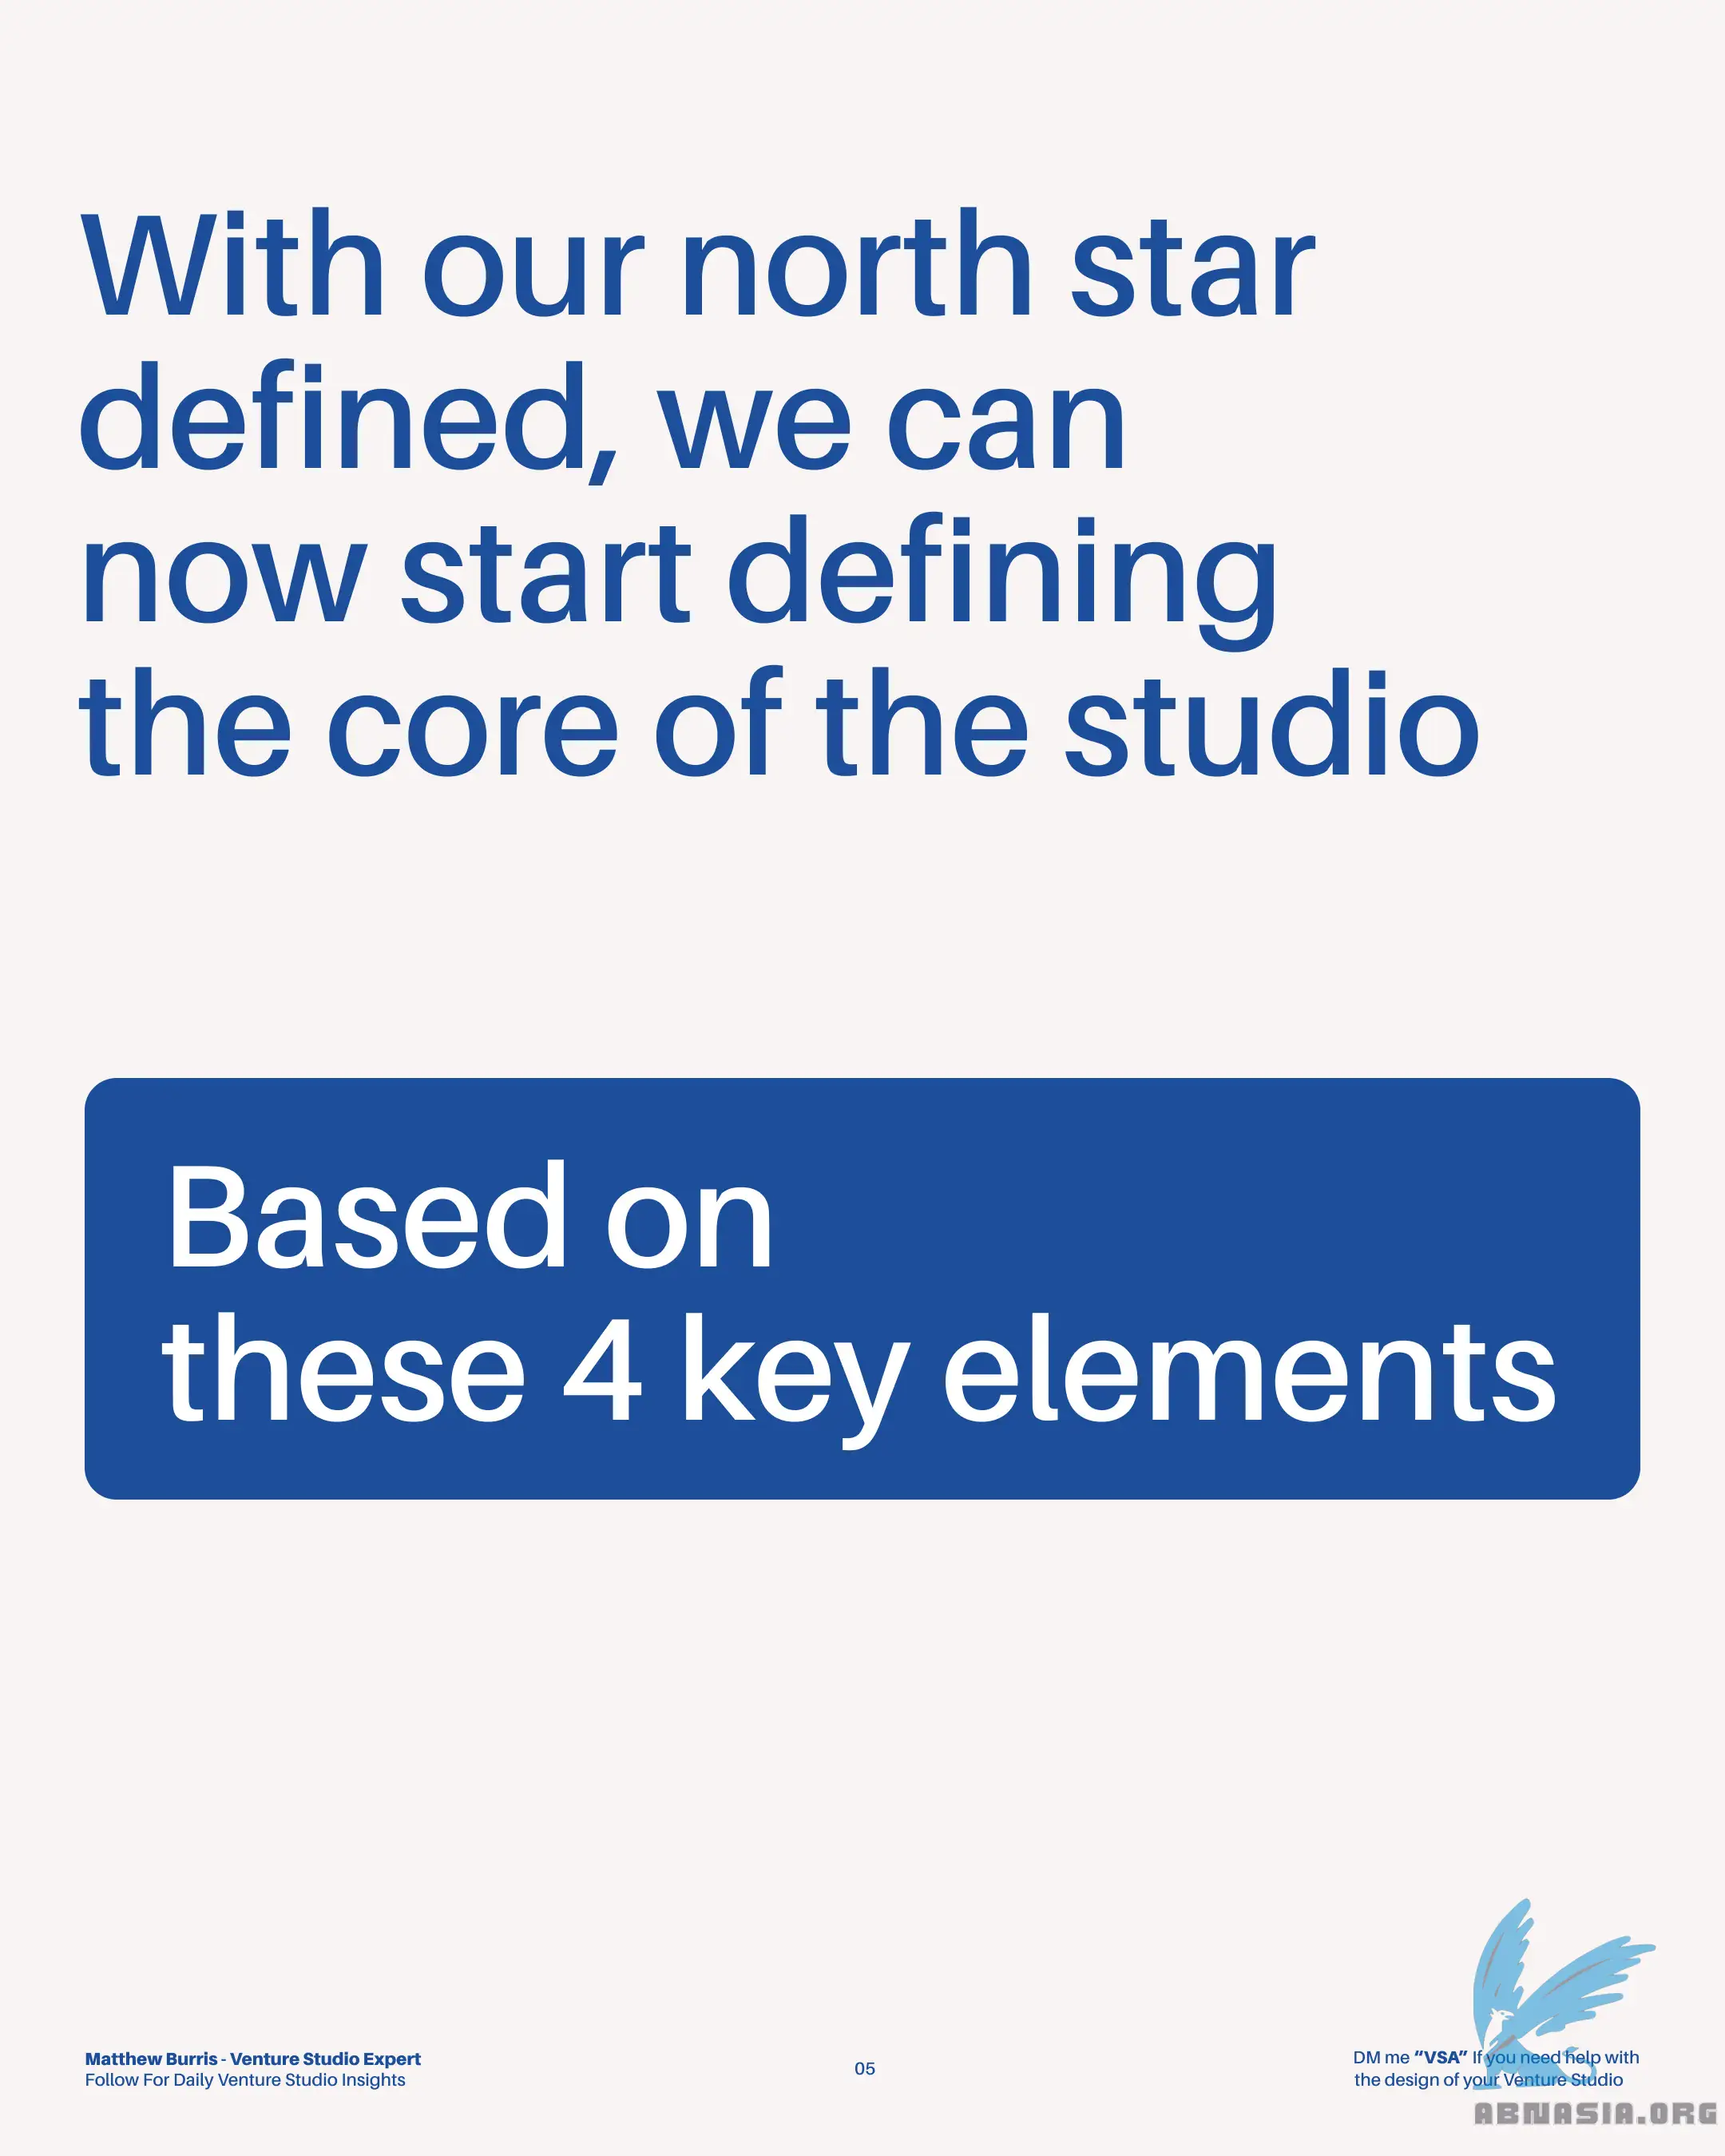 With our north star
defined, we can
now start defining
the core of the studio
Based on
these 4 key elements
Matthew Burris - Venture Studio Expert
Follow For Daily Venture Studio Insights
05
DM me “VSA” If you need help with
the design of your Venture Studio
ABNASIA.ORG